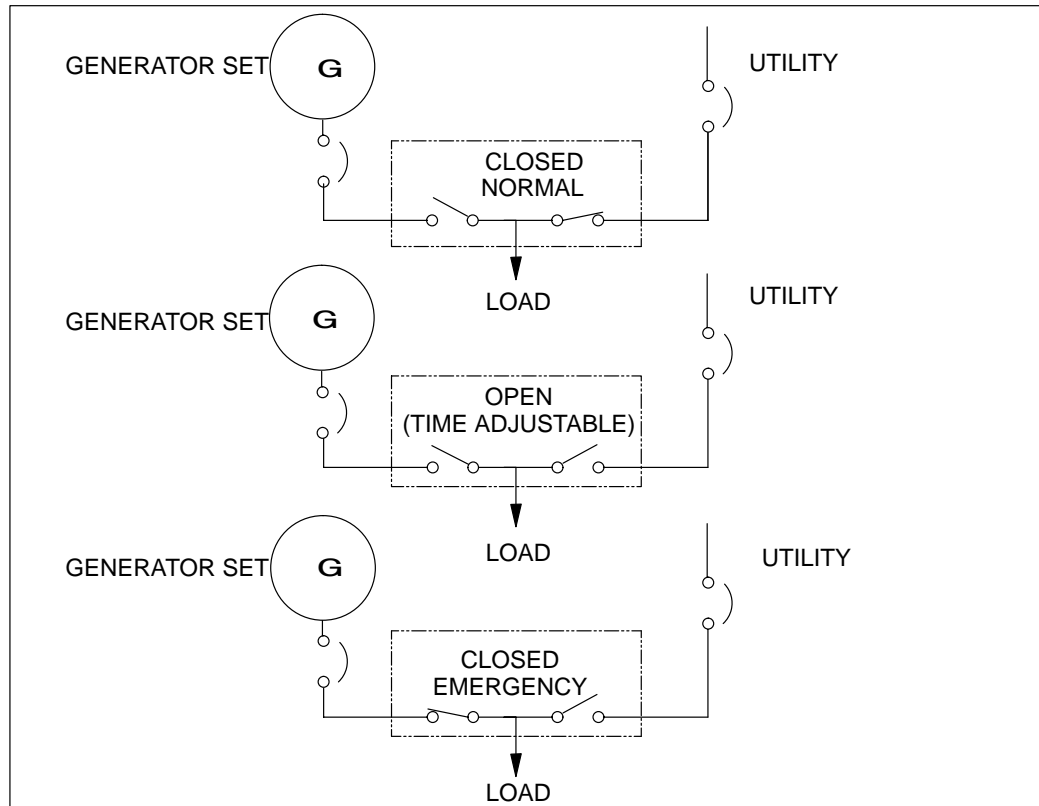 GENERATOR SET
G
UTILITY
CLOSED
NORMAL
LOAD
GENERATOR SET
G
UTILITY
OPEN
(TIME ADJUSTABLE)
LOAD
GENERATOR SET
G
UTILITY
CLOSED
EMERGENCY
LOAD